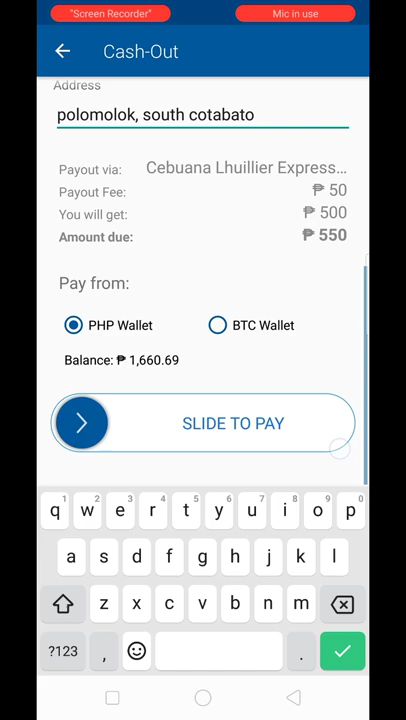 "Screen Recorder"
Mic in use
Cash-Out
Address
polomolok, south cotabato
Payout via: Cebuana Lhuillier Express...
Payout Fee: ₱ 50
You will get: ₱ 500
Amount due: ₱ 550
Pay from:
PHP Wallet BTC Wallet
Balance: ₱ 1,660.69
SLIDE TO PAY
1 2 3 4 5 6 7 8 9 0
q w e r t y u i o p
a s d f g h j k l
z x c v b n m
?123 , .